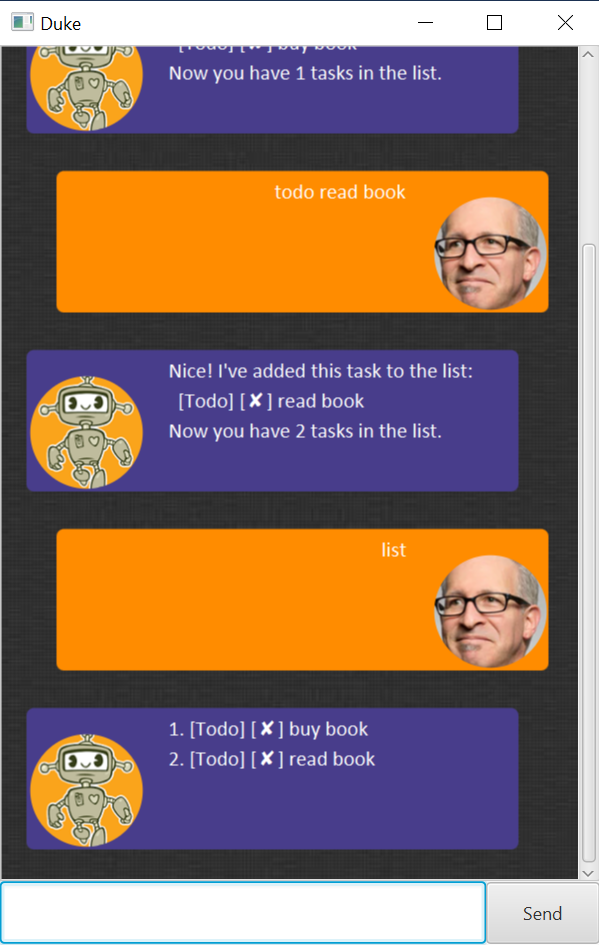 Duke
[Todo] [✘] buy book
Now you have 1 tasks in the list.
todo read book
Nice! I've added this task to the list:
[Todo] [✘] read book
Now you have 2 tasks in the list.
list
1. [Todo] [✘] buy book
2. [Todo] [✘] read book
Send